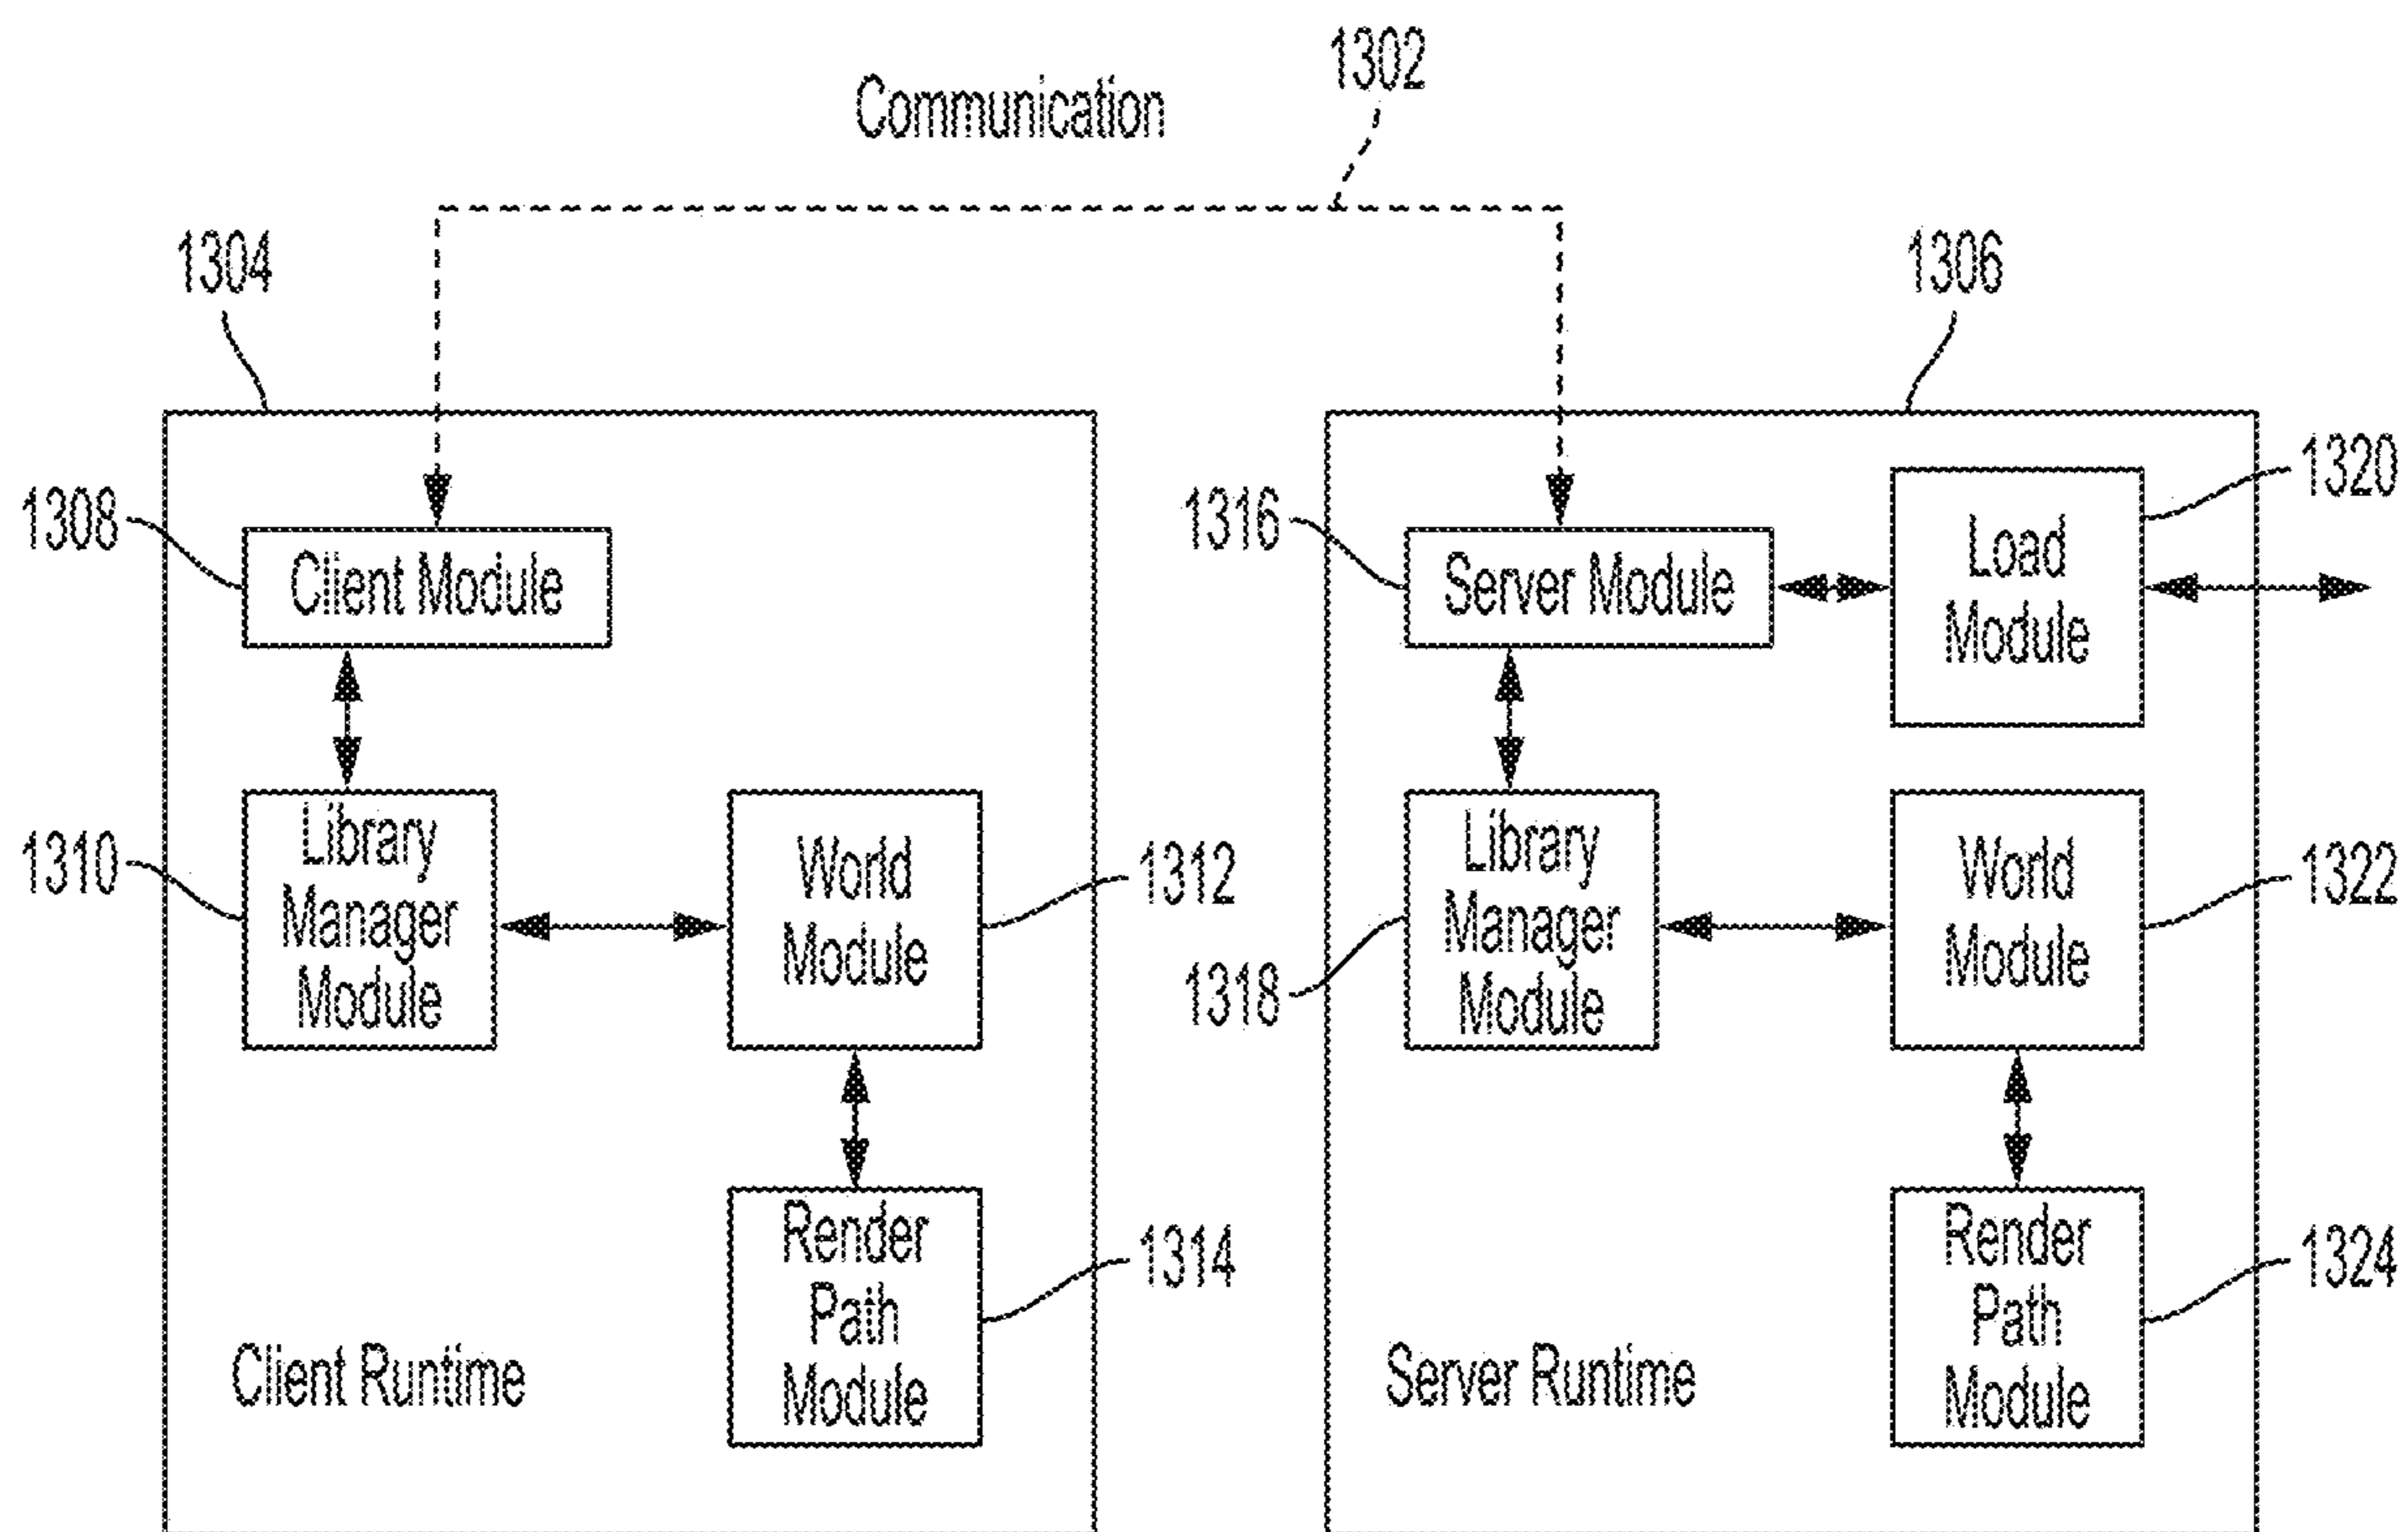 1302
Communication
1304
1306
1308
Client Module
1316
Server Module
1320
Load
Module
1310
Library
Manager
Module
World
Module
1312
1318
Library
Manager
Module
World
Module
1322
Render
Path
Module
1314
Render
Path
Module
1324
Client Runtime
Server Runtime